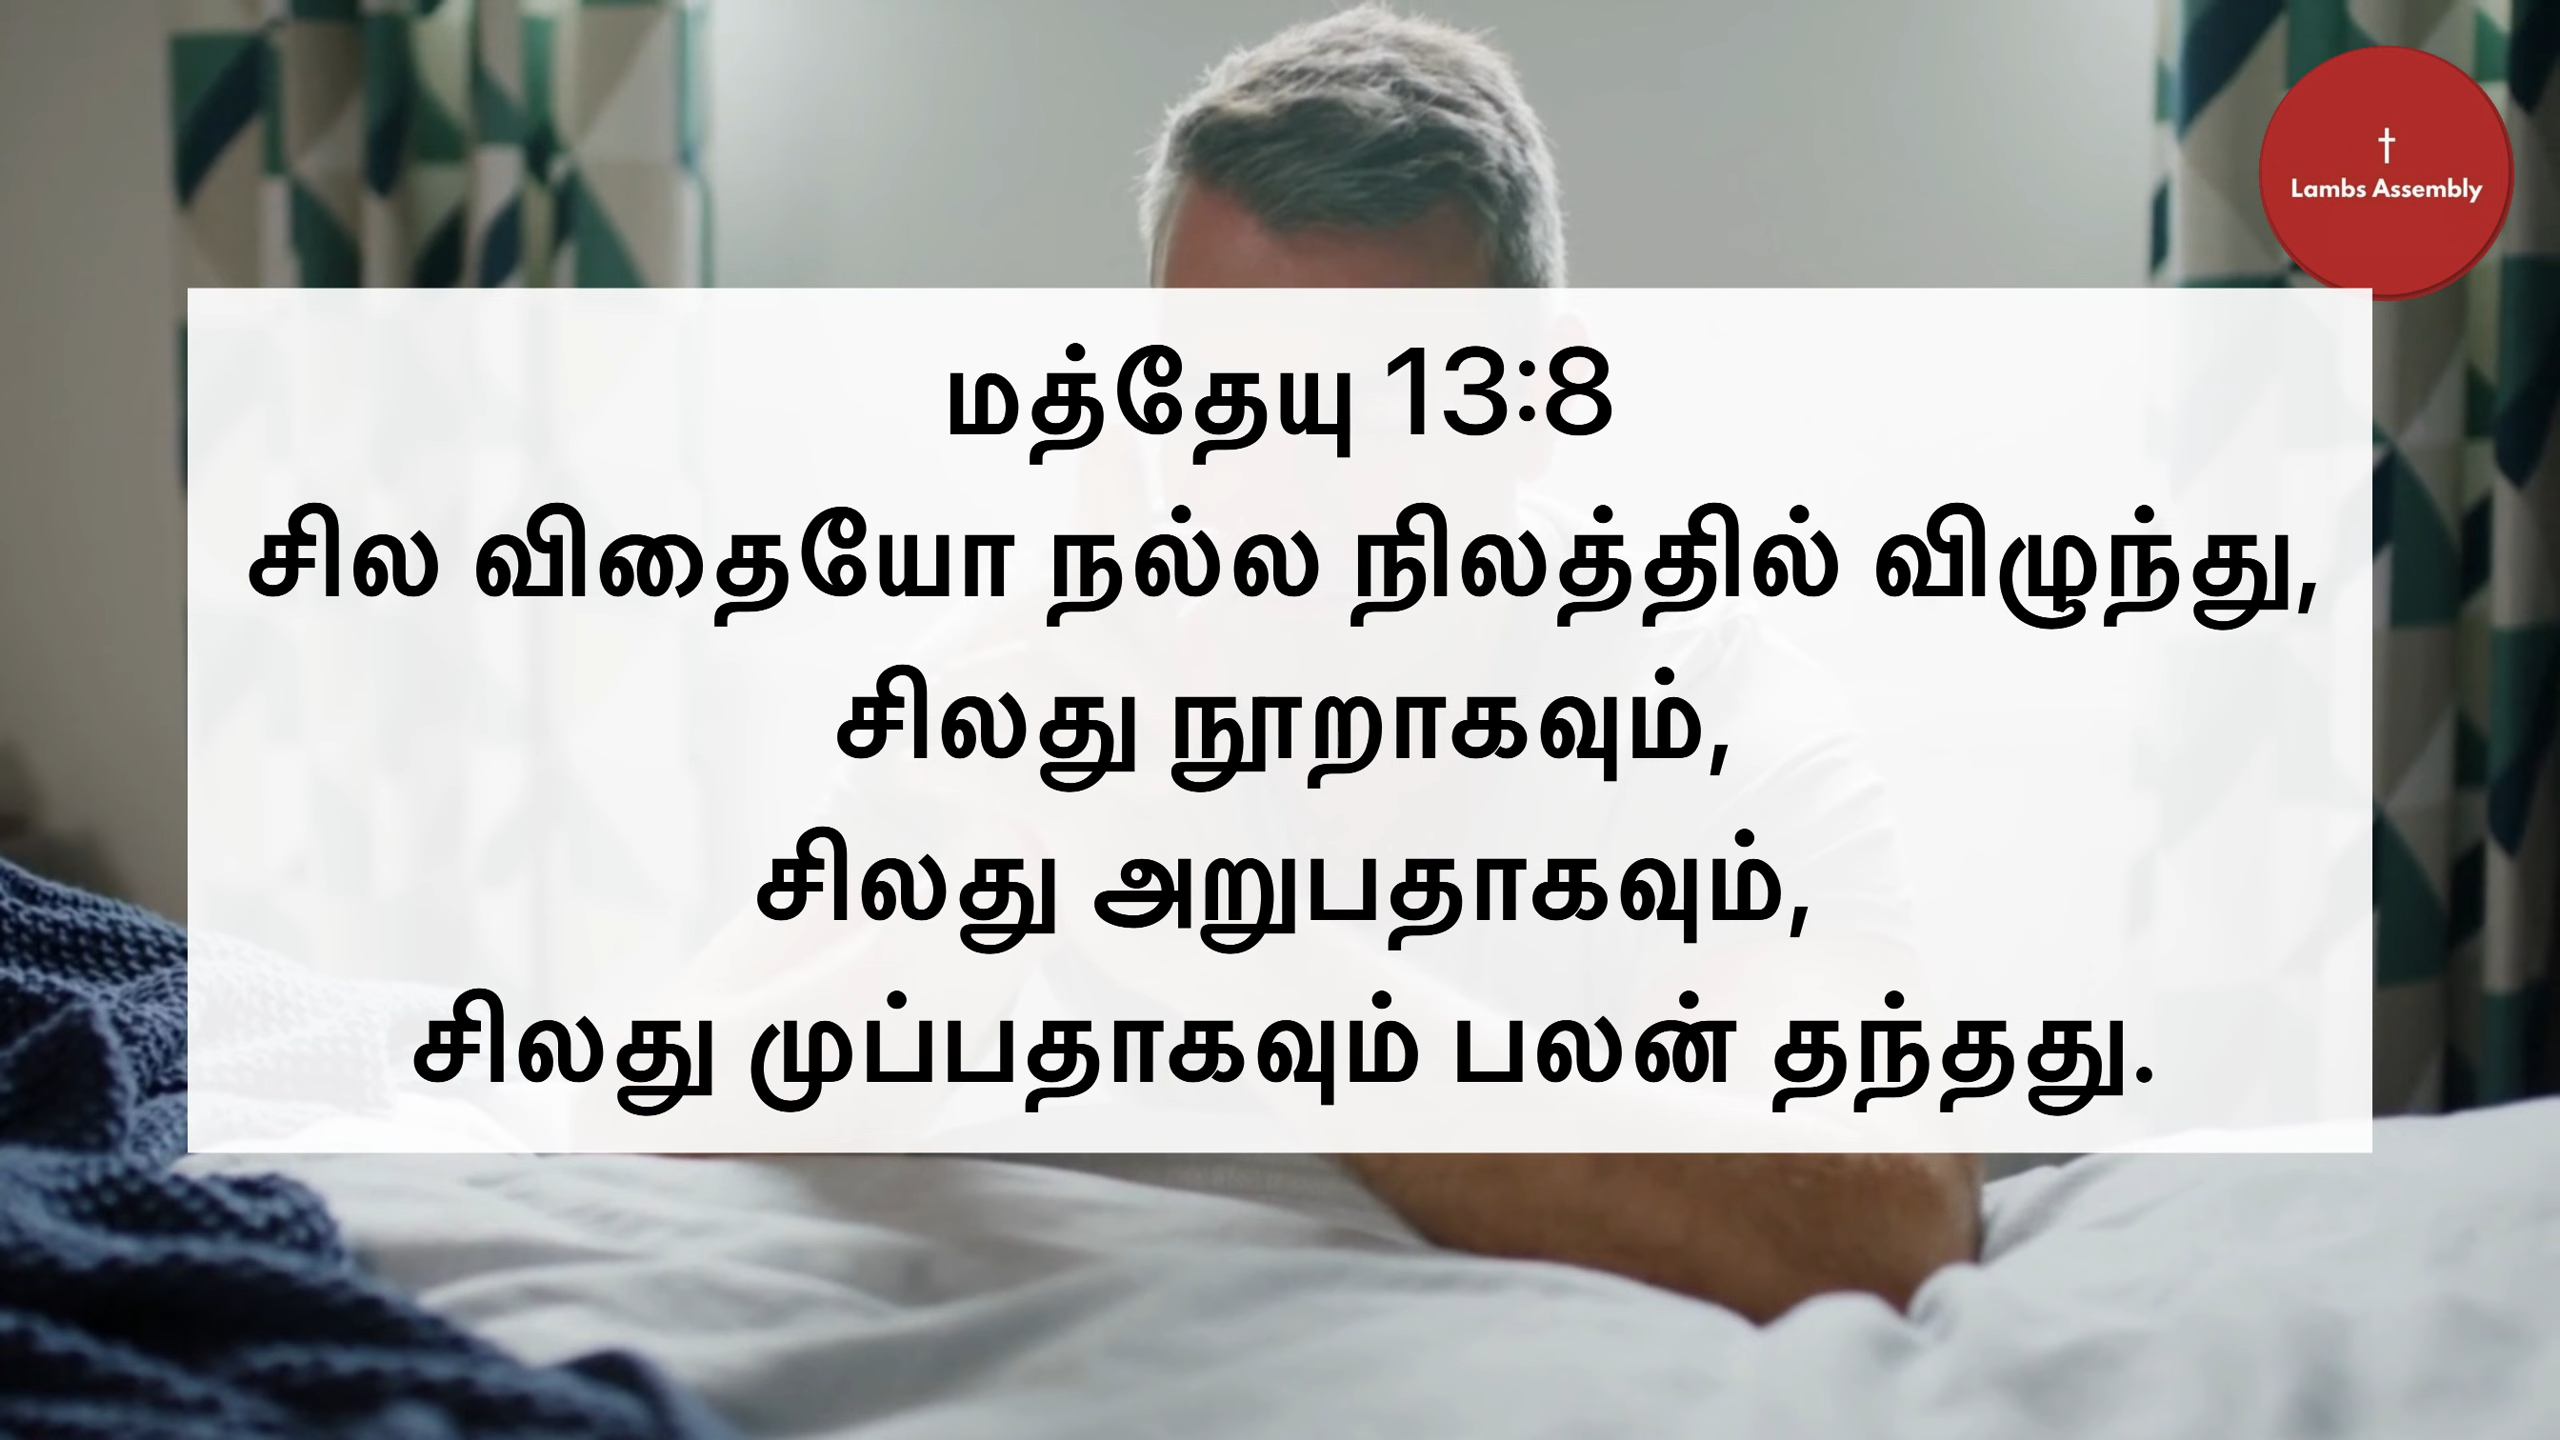 Lambs Assembly
மத்தேயு 13:8
சில விதையோ நல்ல நிலத்தில் விழுந்து,
சிலது நூறாகவும்,
சிலது அறுபதாகவும்,
சிலது முப்பதாகவும் பலன் தந்தது.